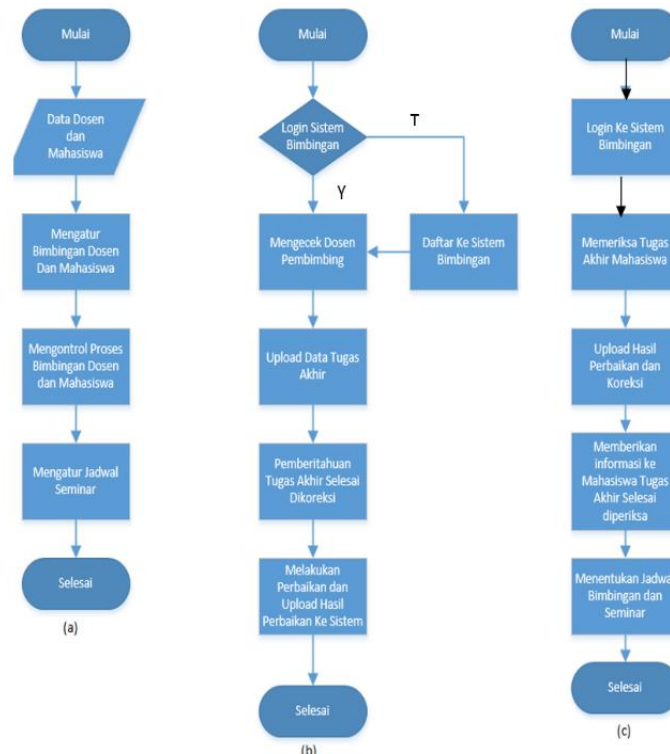 Mulai
Data Dosen
dan
Mahasiswa
Mengatur
Bimbingan Dosen
Dan Mahasiswa
Mengontrol Proses
Bimbingan Dosen
dan Mahasiswa
Mengatur Jadwal
Seminar
Selesai
(a)
Mulai
Login Sistem
Bimbingan
T
Y
Mengecek Dosen
Pembimbing
Daftar Ke Sistem
Bimbingan
Upload Data Tugas
Akhir
Pemberitahuan
Tugas Akhir Selesai
Dikoreksi
Melakukan
Perbaikan dan
Upload Hasil
Perbaikan Ke Sistem
Selesai
(b)
Mulai
Login Ke Sistem
Bimbingan
Memeriksa Tugas
Akhir Mahasiswa
Upload Hasil
Perbaikan dan
Koreksi
Memberikan
informasi ke
Mahasiswa Tugas
Akhir Selesai
diperiksa
Menentukan Jadwal
Bimbingan dan
Seminar
Selesai
(c)